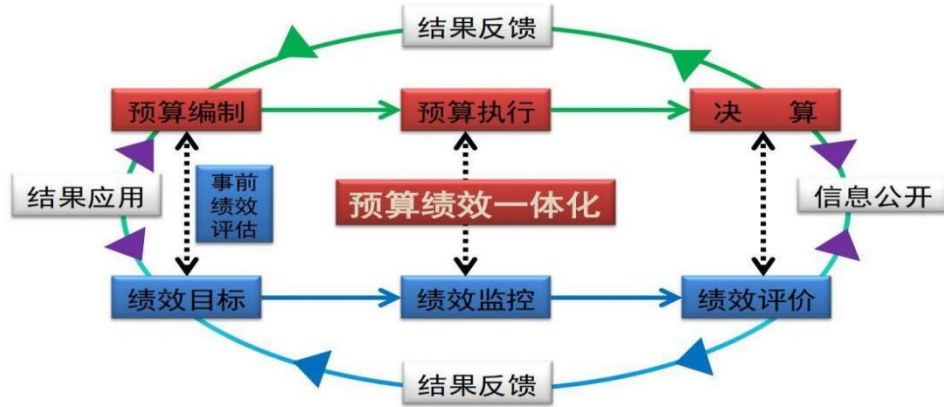 结果反馈
预算编制
预算执行
决 算
结果应用
事前
绩效
评估
预算绩效一体化
信息公开
绩效目标
绩效监控
绩效评价
结果反馈